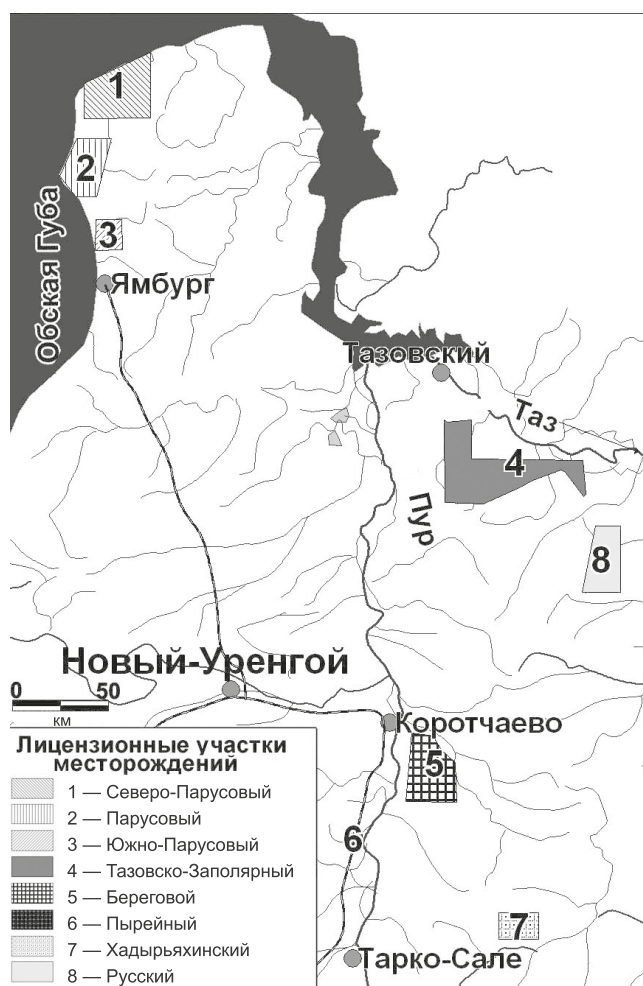 1
2
3
Обская Губа
Ямбург
Тазовский
Таз
4
Пур
8
Новый-Уренгой
0 50
км
Коротчаево
5
6
7
Тарко-Сале
Лицензионные участки
месторождений
1 — Северо-Парусовый
2 — Парусовый
3 — Южно-Парусовый
4 — Тазовско-Заполярный
5 — Береговой
6 — Пырейный
7 — Хадырьяхинский
8 — Русский